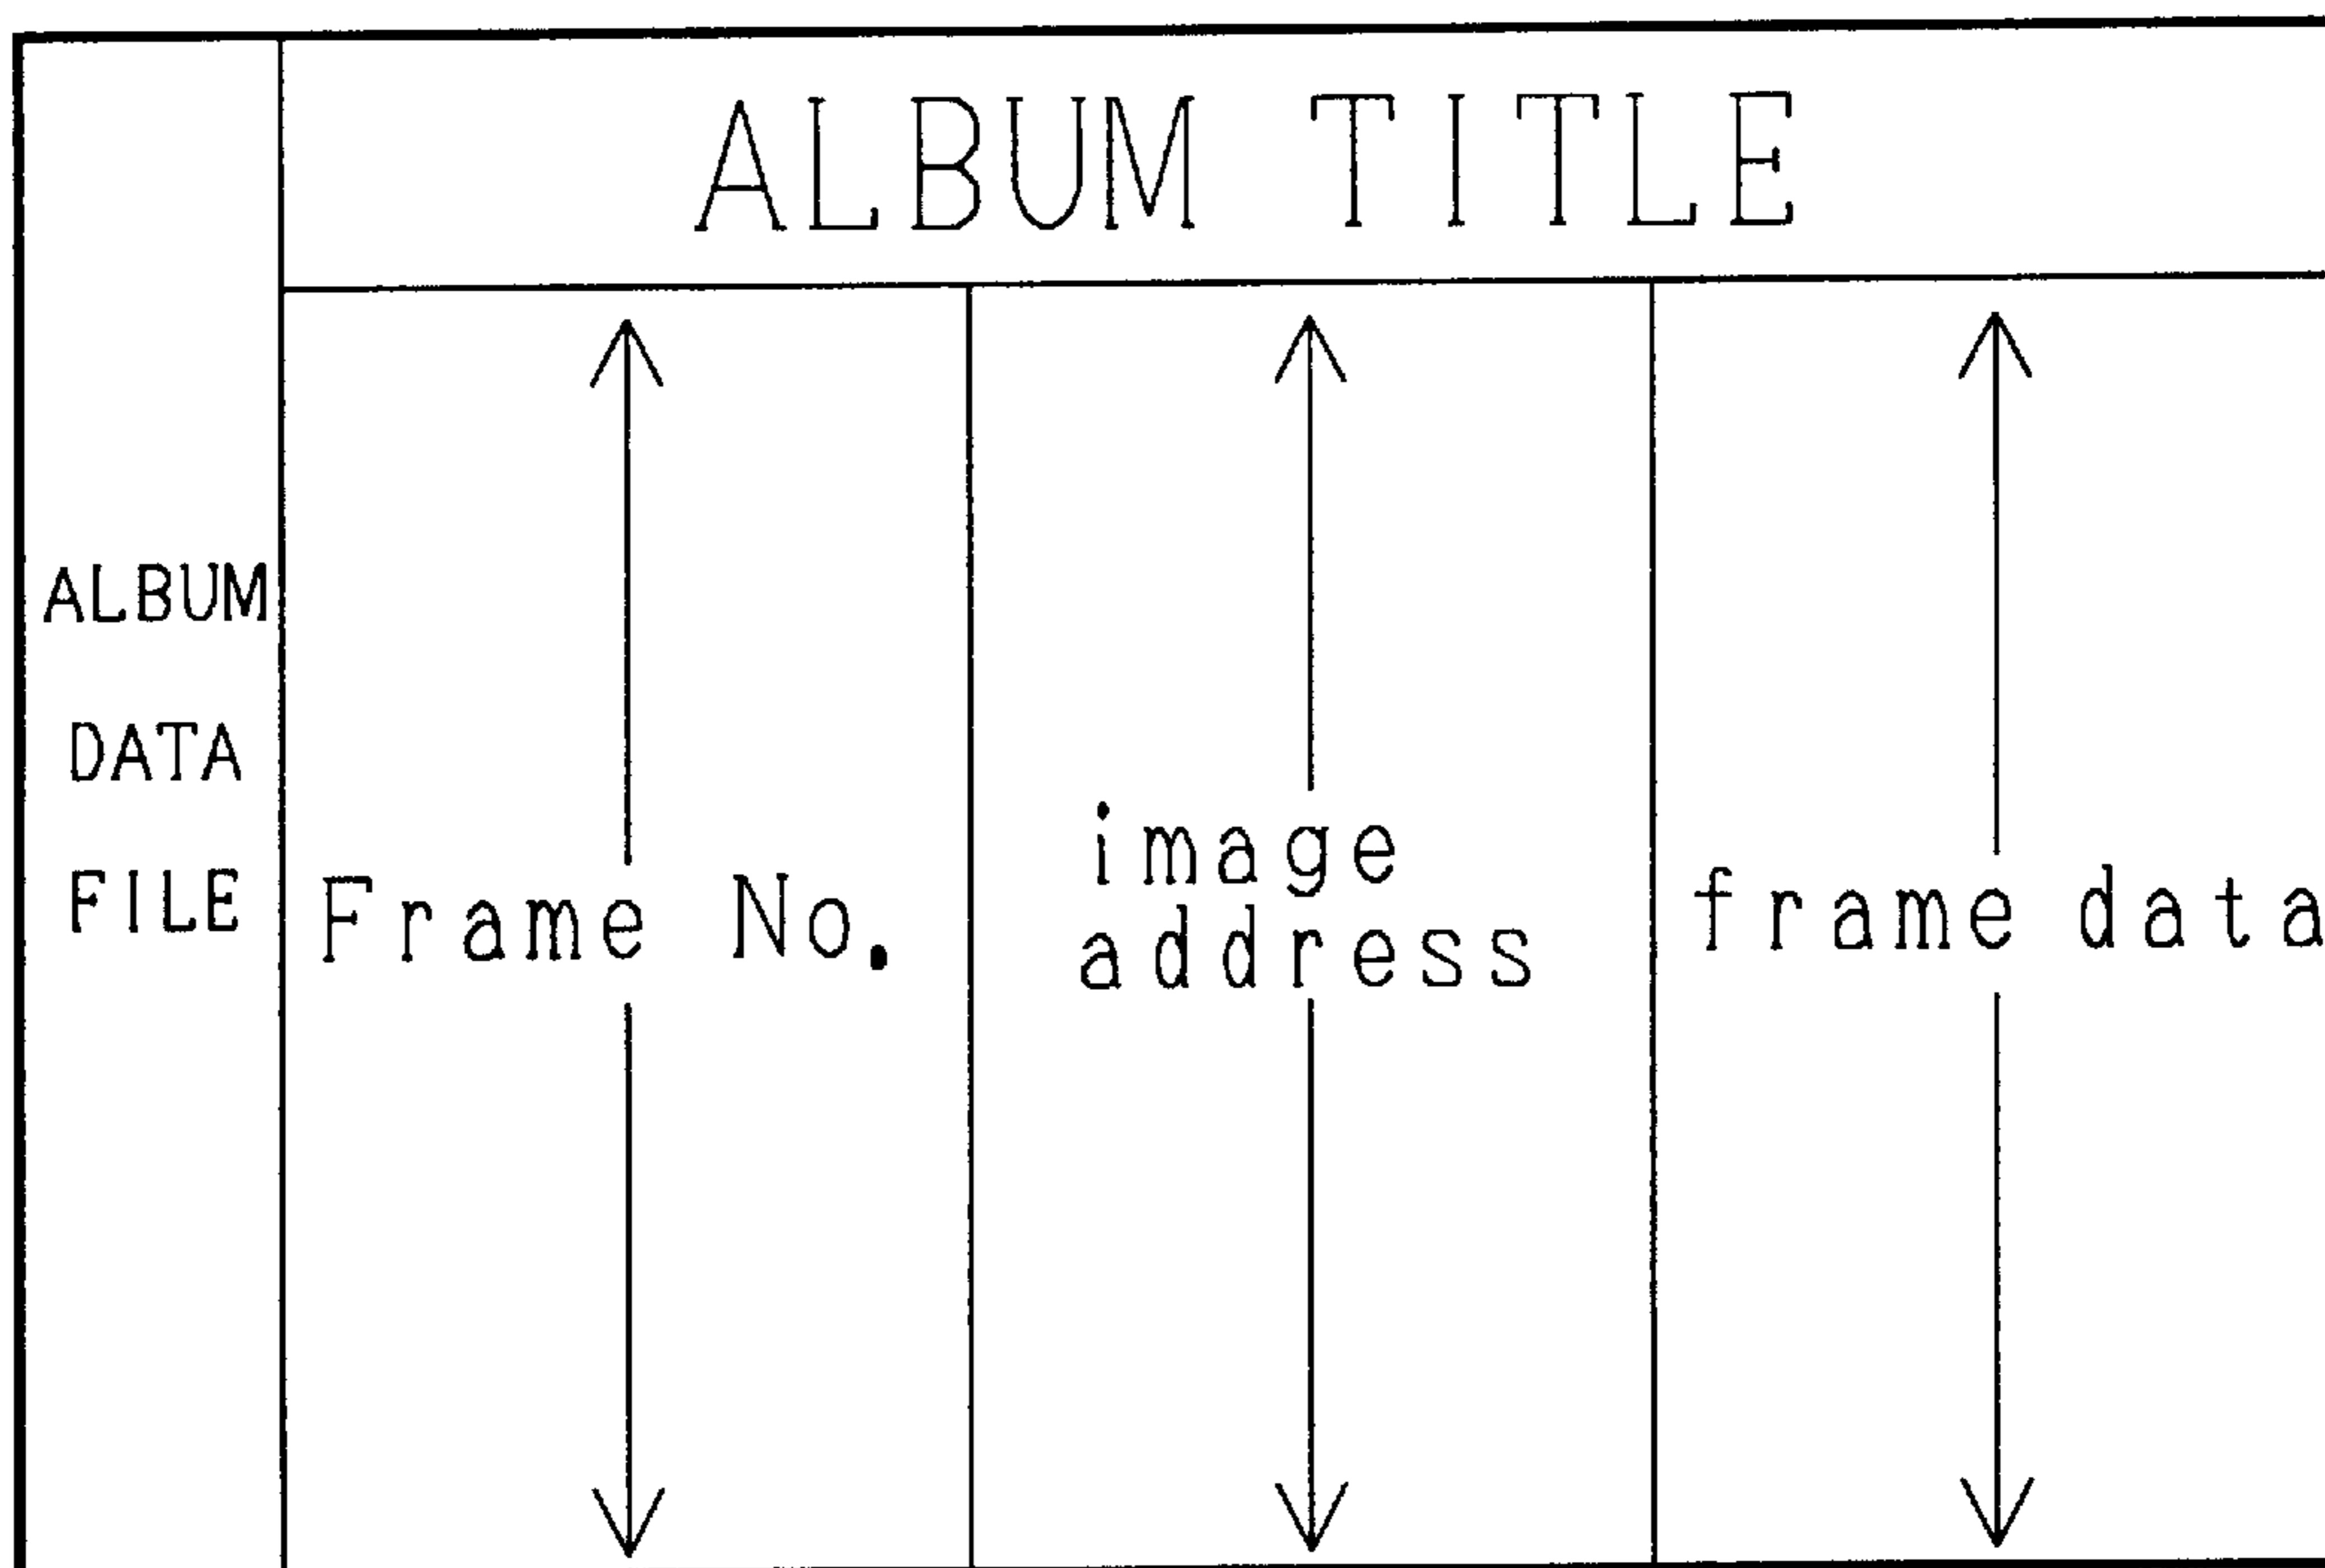 ALBUM TITLE
ALBUM
DATA
FILE
Frame No.
image
address
frame data